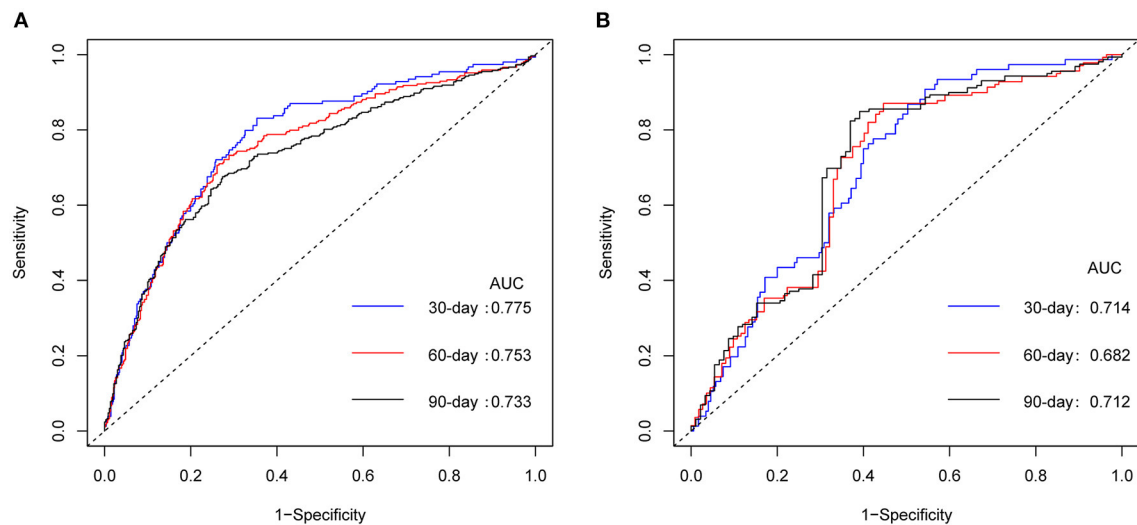 A
Sensitivity
1.0
0.8
0.6
0.4
0.2
0.0
AUC
30-day :0.775
60-day :0.753
90-day :0.733
0.0 0.2 0.4 0.6 0.8 1.0
1−Specificity
B
Sensitivity
1.0
0.8
0.6
0.4
0.2
0.0
AUC
30-day: 0.714
60-day: 0.682
90-day: 0.712
0.0 0.2 0.4 0.6 0.8 1.0
1−Specificity